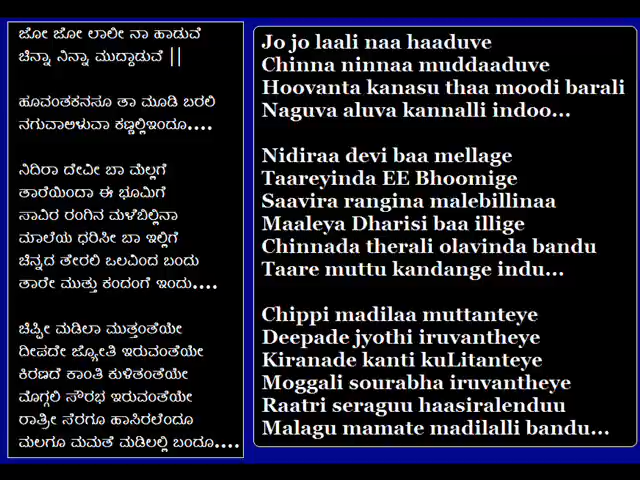 ಜೋ ಜೋ ಲಾಲೀ ನಾ ಹಾಡುವೆ
ಚಿನ್ನಾ ನಿನ್ನಾ ಮುದ್ದಾಡುವೆ ||
ಹೂವಂತಕನಸೂ ತಾ ಮೂಡಿ ಬರಲಿ
ನಗುವಾಅಳುವಾ ಕಣ್ಣಲ್ಲಿಇಂದೂ....
ನಿದಿರಾ ದೇವೀ ಬಾ ಮೆಲ್ಲಗೆ
ತಾರೆಯಿಂದಾ ಈ ಭೂಮಿಗೆ
ಸಾವಿರ ರಂಗಿನ ಮಳೆಬಿಲ್ಲಿನಾ
ಮಾಲೆಯ ಧರಿಸೀ ಬಾ ಇಲ್ಲಿಗೆ
ಚಿನ್ನದ ತೇರಲಿ ಒಲವಿಂದ ಬಂದು
ತಾರೇ ಮುತ್ತು ಕಂದಂಗೆ ಇಂದು....
ಚಿಪ್ಪೀ ಮಡಿಲಾ ಮುತ್ತಂತೆಯೇ
ದೀಪದೇ ಜ್ಯೋತಿ ಇರುವಂತೆಯೇ
ಕಿರಣದೆ ಕಾಂತಿ ಕುಳಿತಂತೆಯೇ
ಮೊಗ್ಗಲಿ ಸೌರಭ ಇರುವಂತೆಯೇ
ರಾತ್ರೀ ಸೆರಗೂ ಹಾಸಿರಲೆಂದೂ
ಮಲಗೂ ಮಮತೆ ಮಡಿಲಲ್ಲಿ ಬಂದೂ....
Jo jo laali naa haaduve
Chinna ninnaa muddaaduve
Hoovanta kanasu thaa moodi barali
Naguva aluva kannalli indoo...
Nidiraa devi baa mellage
Taareyinda EE Bhoomige
Saavira rangina malebillinaa
Maaleya Dharisi baa illige
Chinnada therali olavinda bandu
Taare muttu kandange indu...
Chippi madilaa muttanteye
Deepade jyothi iruvantheye
Kiranade kanti kuLitanteye
Moggali sourabha iruvantheye
Raatri seraguu haasiralenduu
Malagu mamate madilalli bandu...